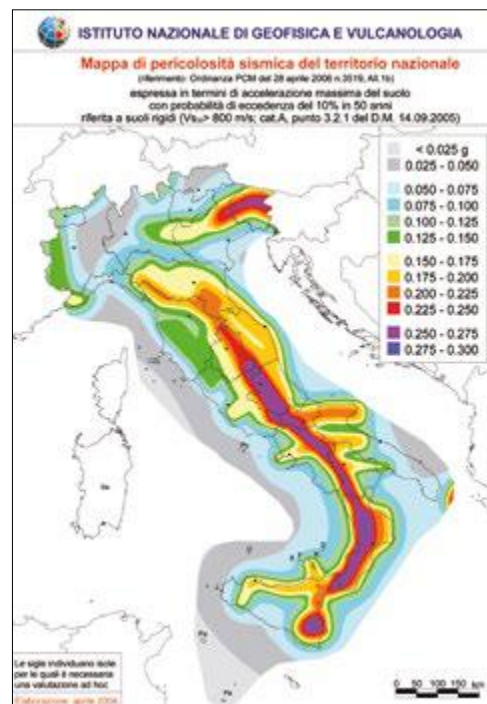 ISTITUTO NAZIONALE DI GEOFISICA E VULCANOLOGIA
Mappa di pericolosità sismica del territorio nazionale
(riferimento: Ordinanza PCM del 28 aprile 2006 n.3519, All.1b)
espressa in termini di accelerazione massima del suolo
con probabilità di eccedenza del 10% in 50 anni
riferita a suoli rigidi (Vs₃₀> 800 m/s; cat.A, punto 3.2.1 del D.M. 14.09.2005)
< 0.025 g
0.025 - 0.050
0.050 - 0.075
0.075 - 0.100
0.100 - 0.125
0.125 - 0.150
0.150 - 0.175
0.175 - 0.200
0.200 - 0.225
0.225 - 0.250
0.250 - 0.275
0.275 - 0.300
Le sigle individuano isole
per le quali è necessaria
una valutazione ad hoc
Elaborazione: aprile 2004
0 50 100 150
km